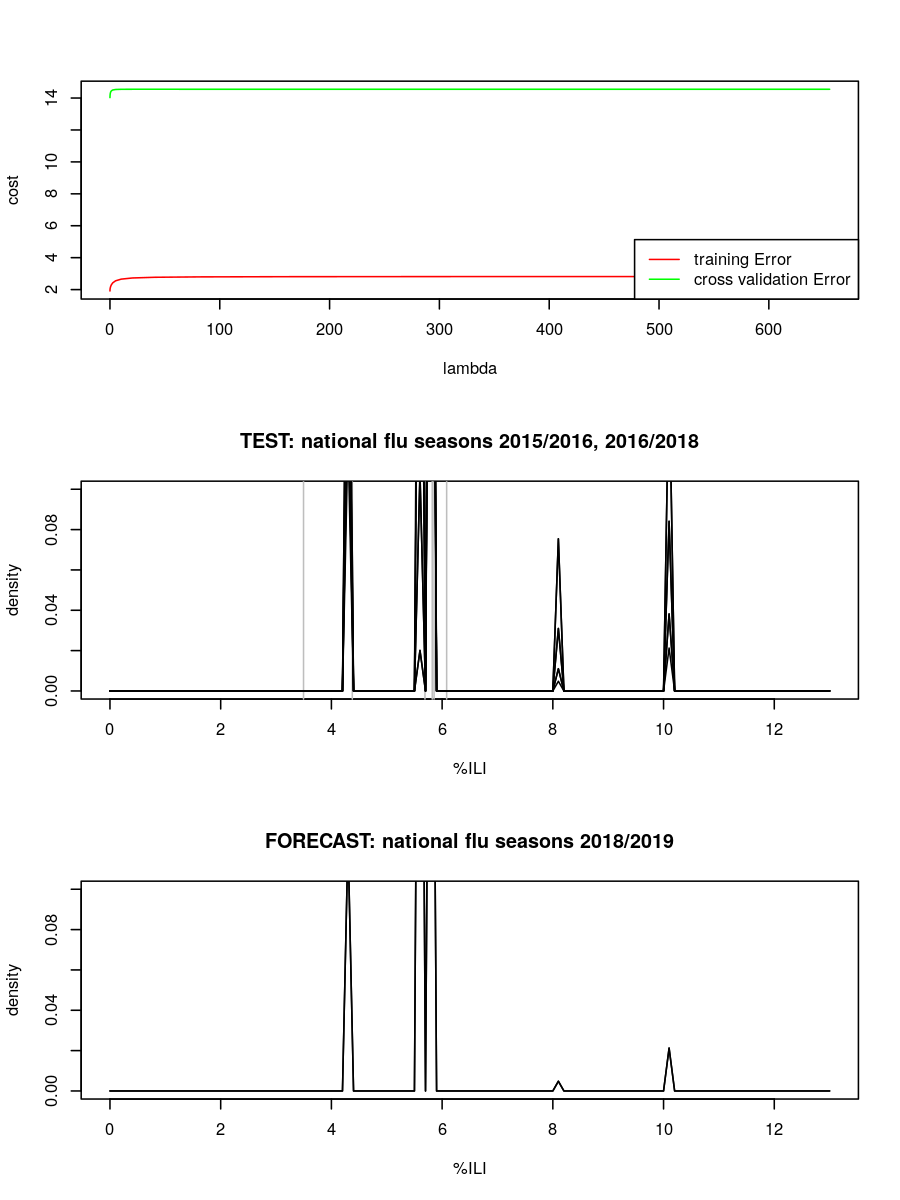 14
10
8
6
4
2
cost
training Error
cross validation Error
0 100 200 300 400 500 600
lambda
TEST: national flu seasons 2015/2016, 2016/2018
0.08
0.04
0.00
density
0 2 4 6 8 10 12
%ILI
FORECAST: national flu seasons 2018/2019
0.08
0.04
0.00
density
0 2 4 6 8 10 12
%ILI